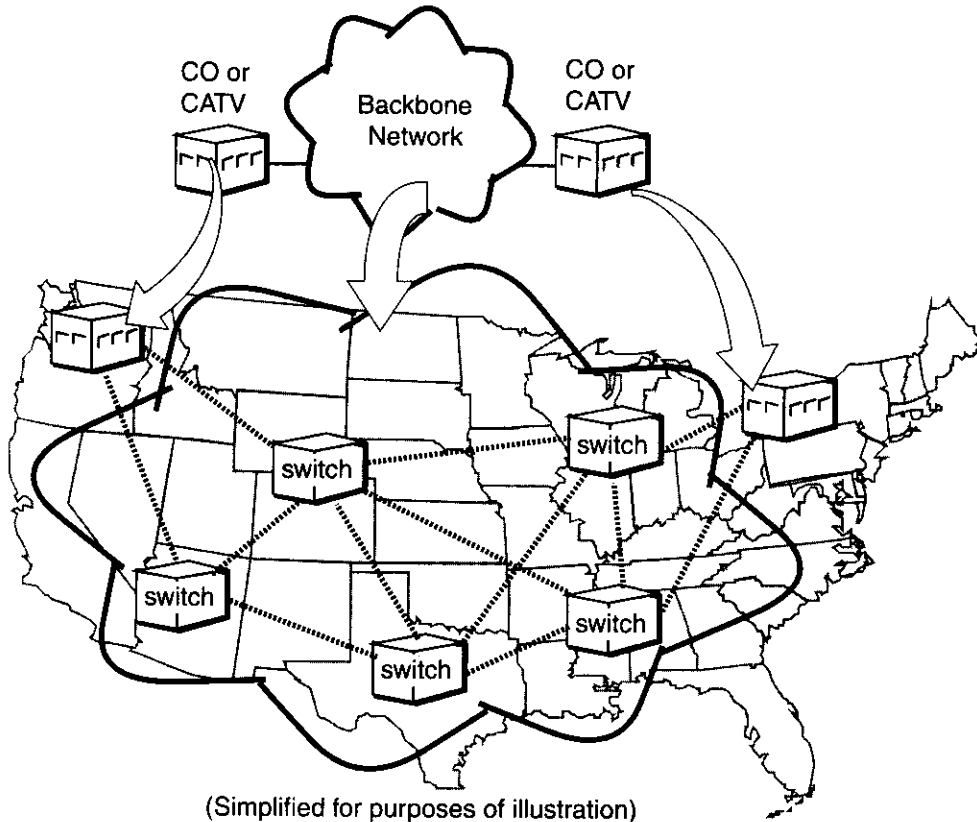 CO or
CATV
Backbone
Network
CO or
CATV
switch
switch
switch
switch
switch
(Simplified for purposes of illustration)